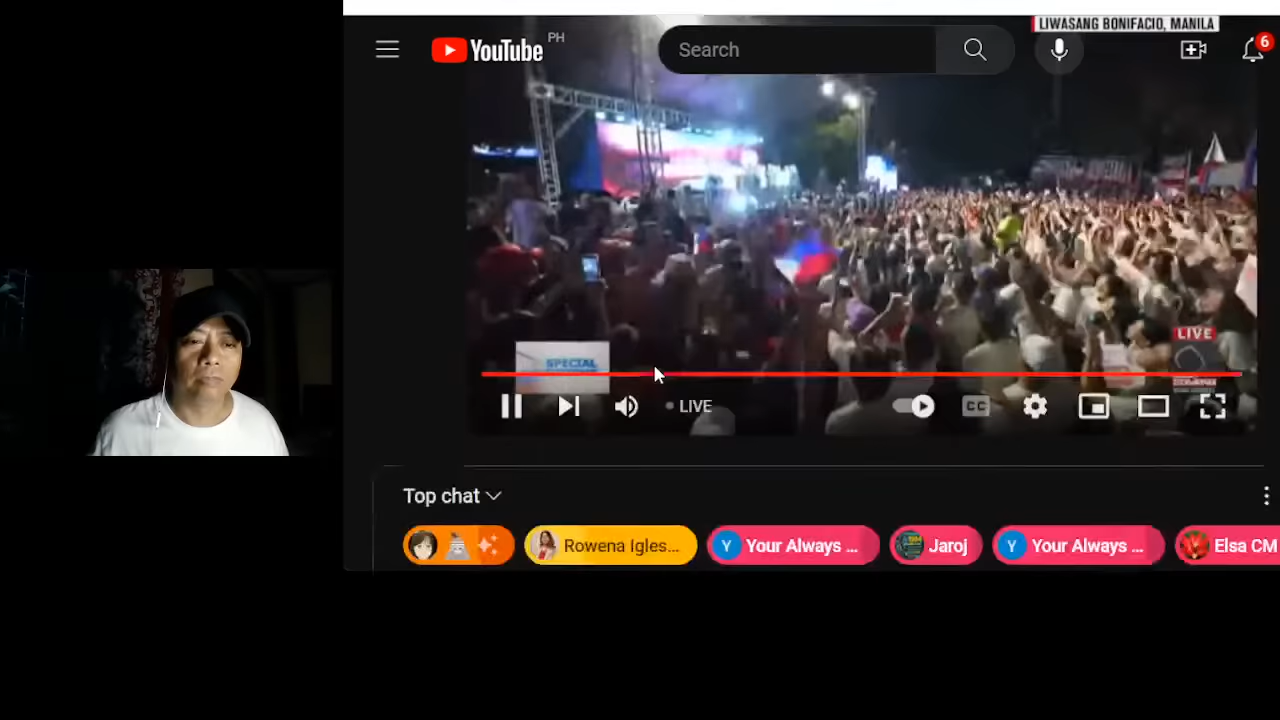 LIWASANG BONIFACIO, MANILA
YouTube PH
Search
6
SPECIAL
LIVE
LIVE
CC
Top chat
Rowena Igles...
Y Your Always ...
Jaroj
Y Your Always ...
Elsa CM